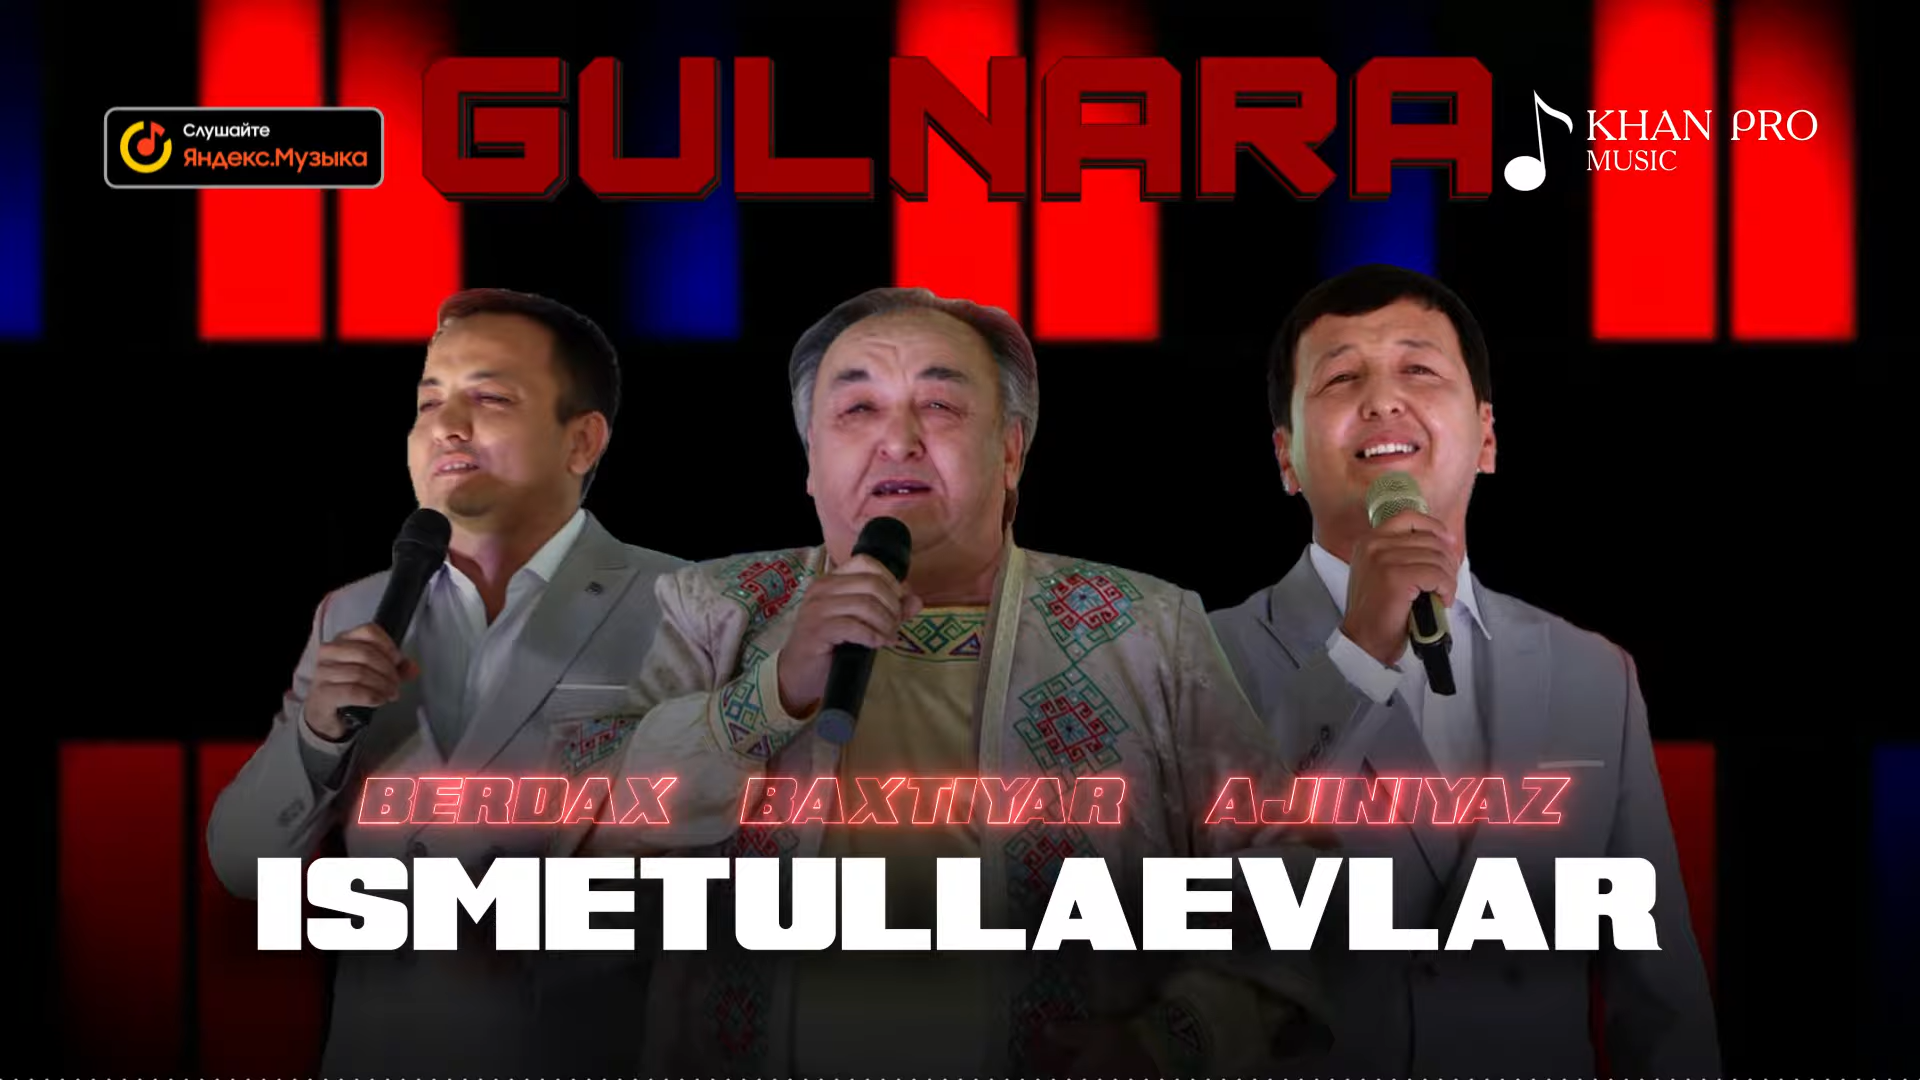 GULNARA
Слушайте
Яндекс.Музыка
KHAN PRO
MUSIC
BERDAX BAXTIYAR AJINIYAZ
ISMETULLAEVLAR